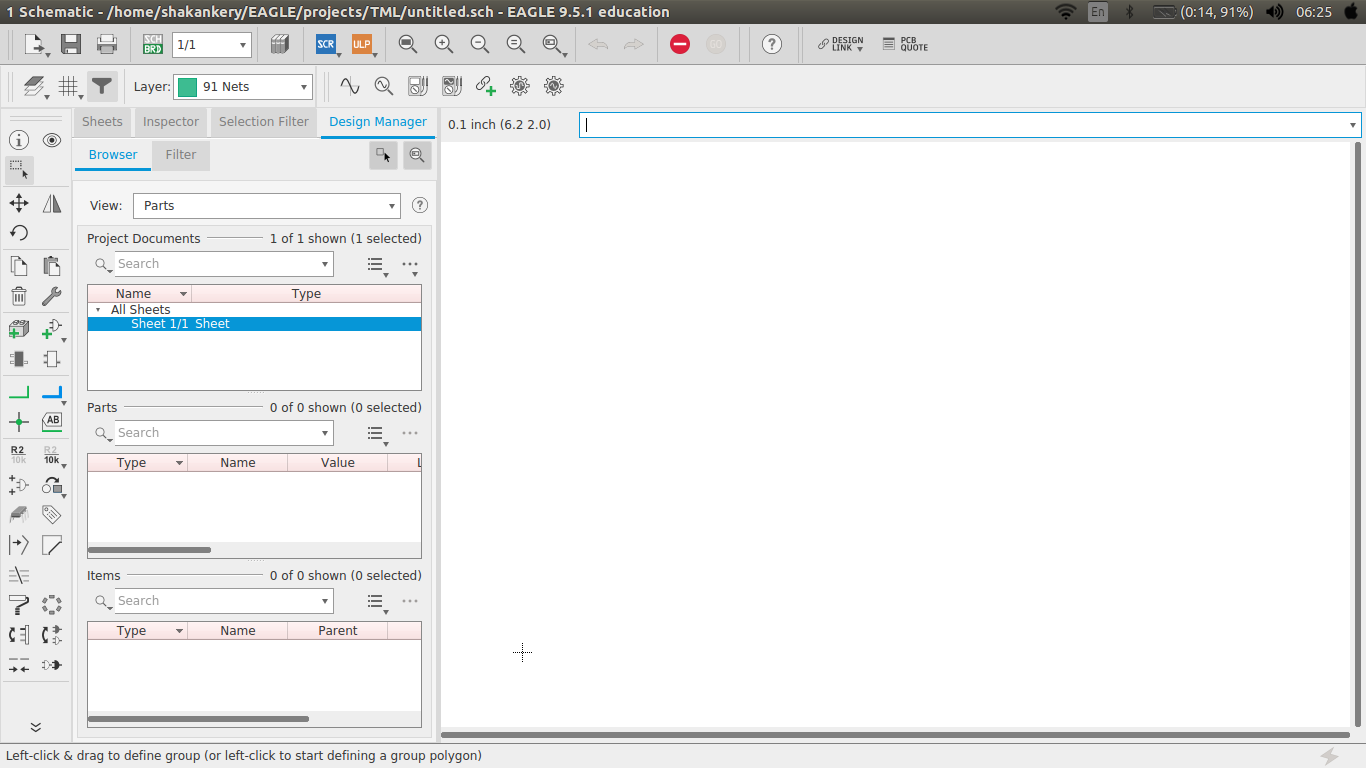 1 Schematic - /home/shakankery/EAGLE/projects/TML/untitled.sch - EAGLE 9.5.1 education
En
(0:14, 91%)
06:25
SCH
BRD
1/1
SCR
ULP
GO
DESIGN
LINK
PCB
QUOTE
Layer:
91 Nets
Sheets
Inspector
Selection Filter
Design Manager
0.1 inch (6.2 2.0)
Browser
Filter
View:
Parts
Project Documents
1 of 1 shown (1 selected)
Search
Name
Type
All Sheets
Sheet 1/1 Sheet
Parts
0 of 0 shown (0 selected)
Search
Type
Name
Value
L
Items
0 of 0 shown (0 selected)
Search
Type
Name
Parent
AB
R2
10k
R2
10k
Left-click & drag to define group (or left-click to start defining a group polygon)